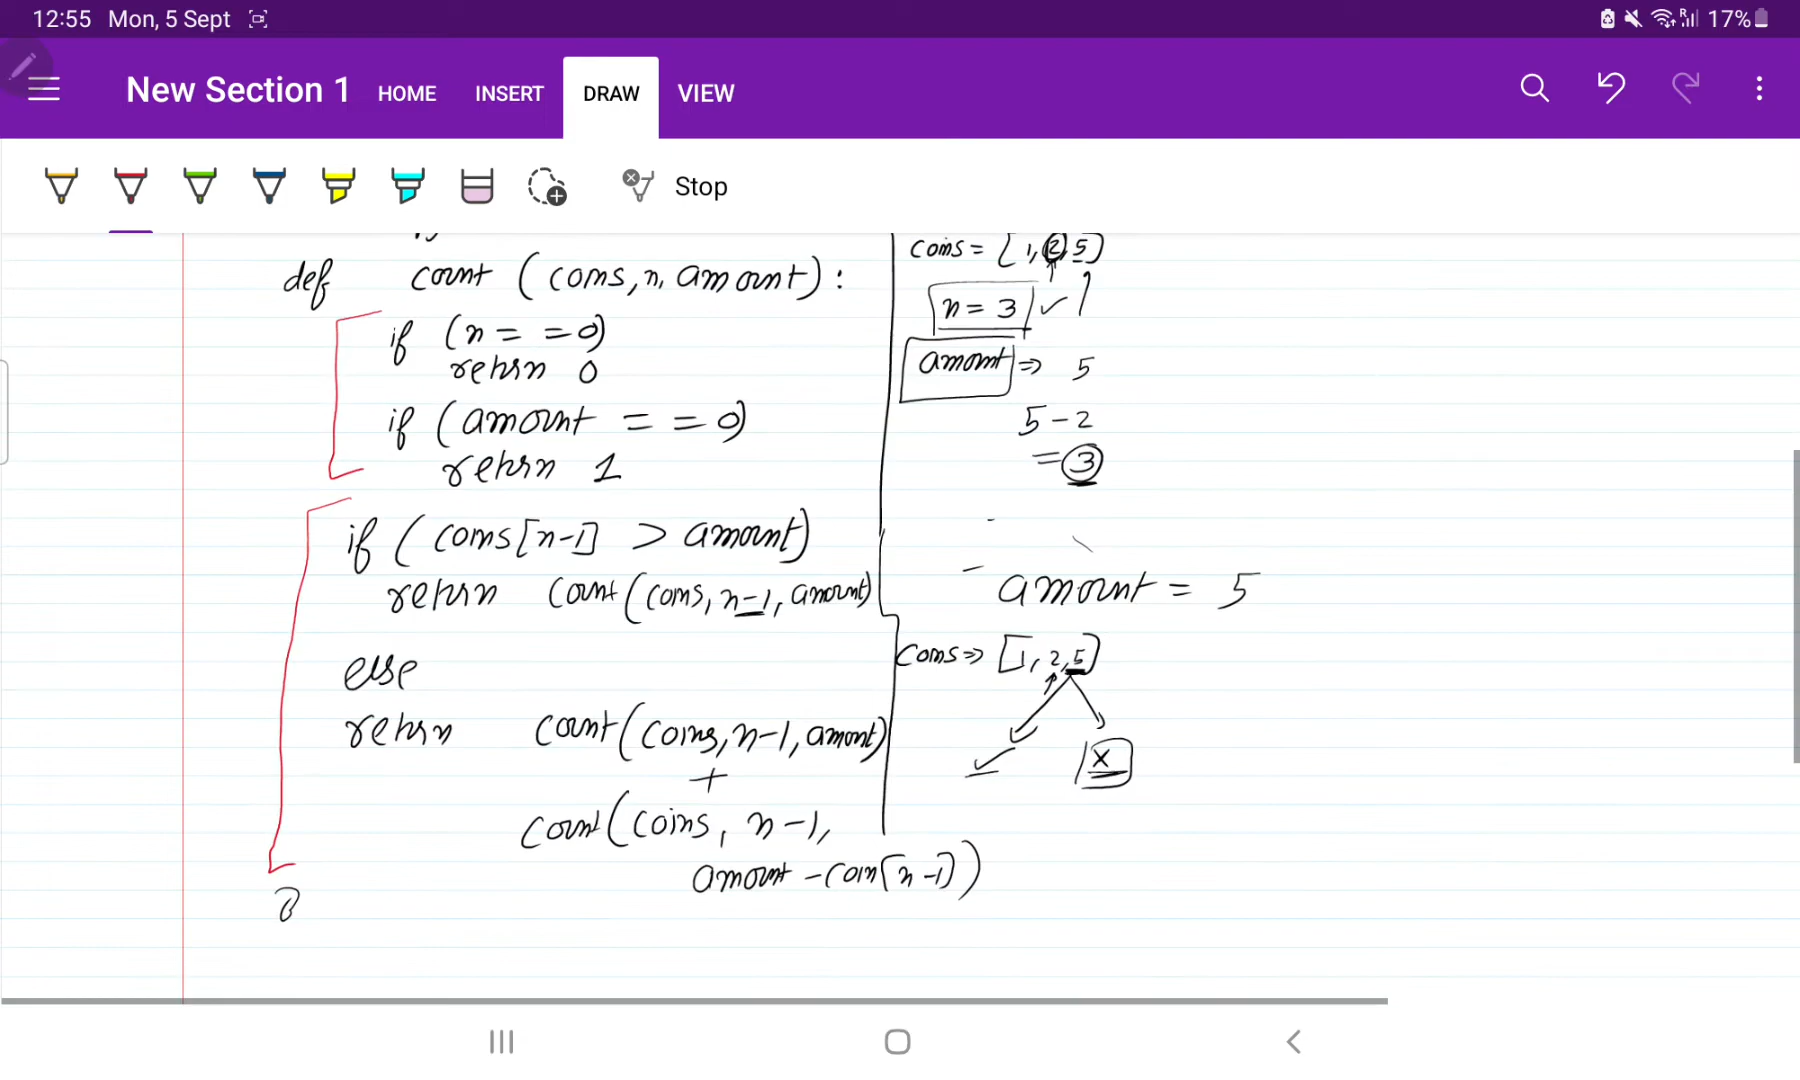 12:55 Mon, 5 Sept 17%
New Section 1 HOME INSERT DRAW VIEW
Stop
def count (coins, n, amount) :
if (n = = 0)
return 0
if (amount = = 0)
return 1
if (coins[n-1] > amount)
return count(coins, n-1, amount)
else
return count(coins, n-1, amount)
+
count(coins, n-1,
amount - coin[n-1])
coins = [1, 2, 5]
n = 3 ✓
amount ⇒ 5
5 - 2
= 3
amount = 5
coins ⇒ [1, 2, 5]
✓ x